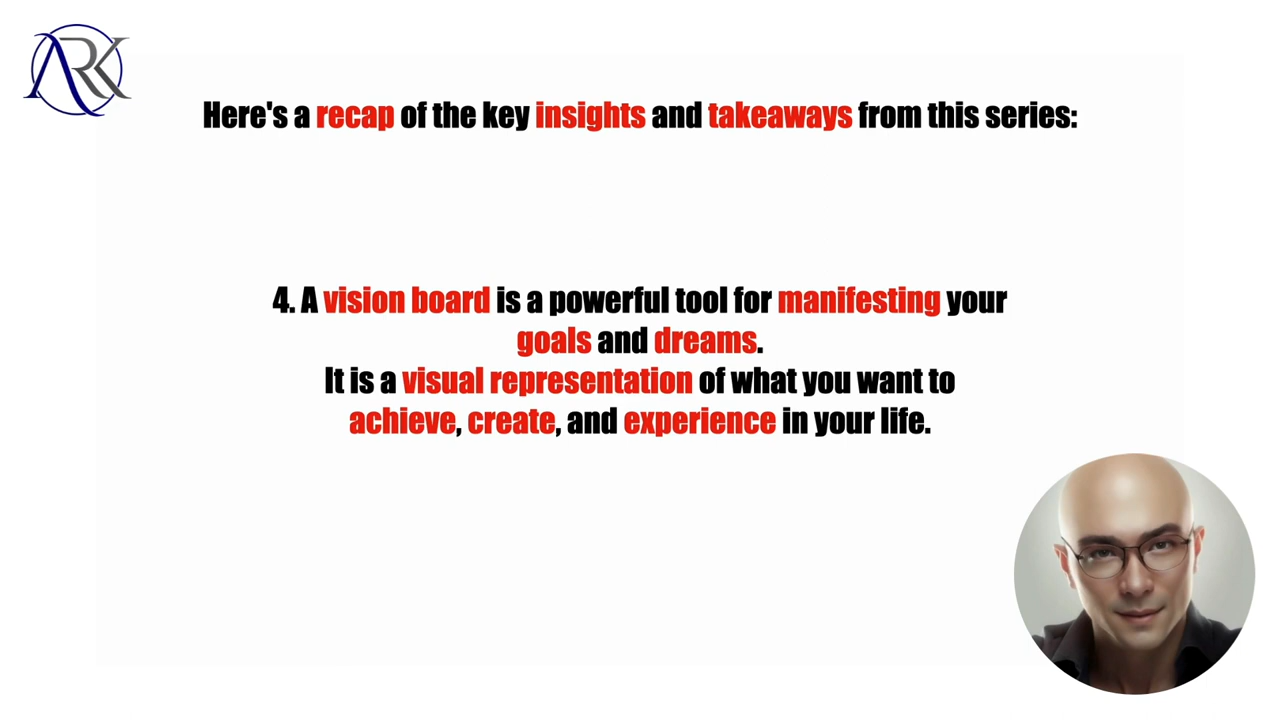 ARK
Here's a recap of the key insights and takeaways from this series:
4. A vision board is a powerful tool for manifesting your
goals and dreams.
It is a visual representation of what you want to
achieve, create, and experience in your life.